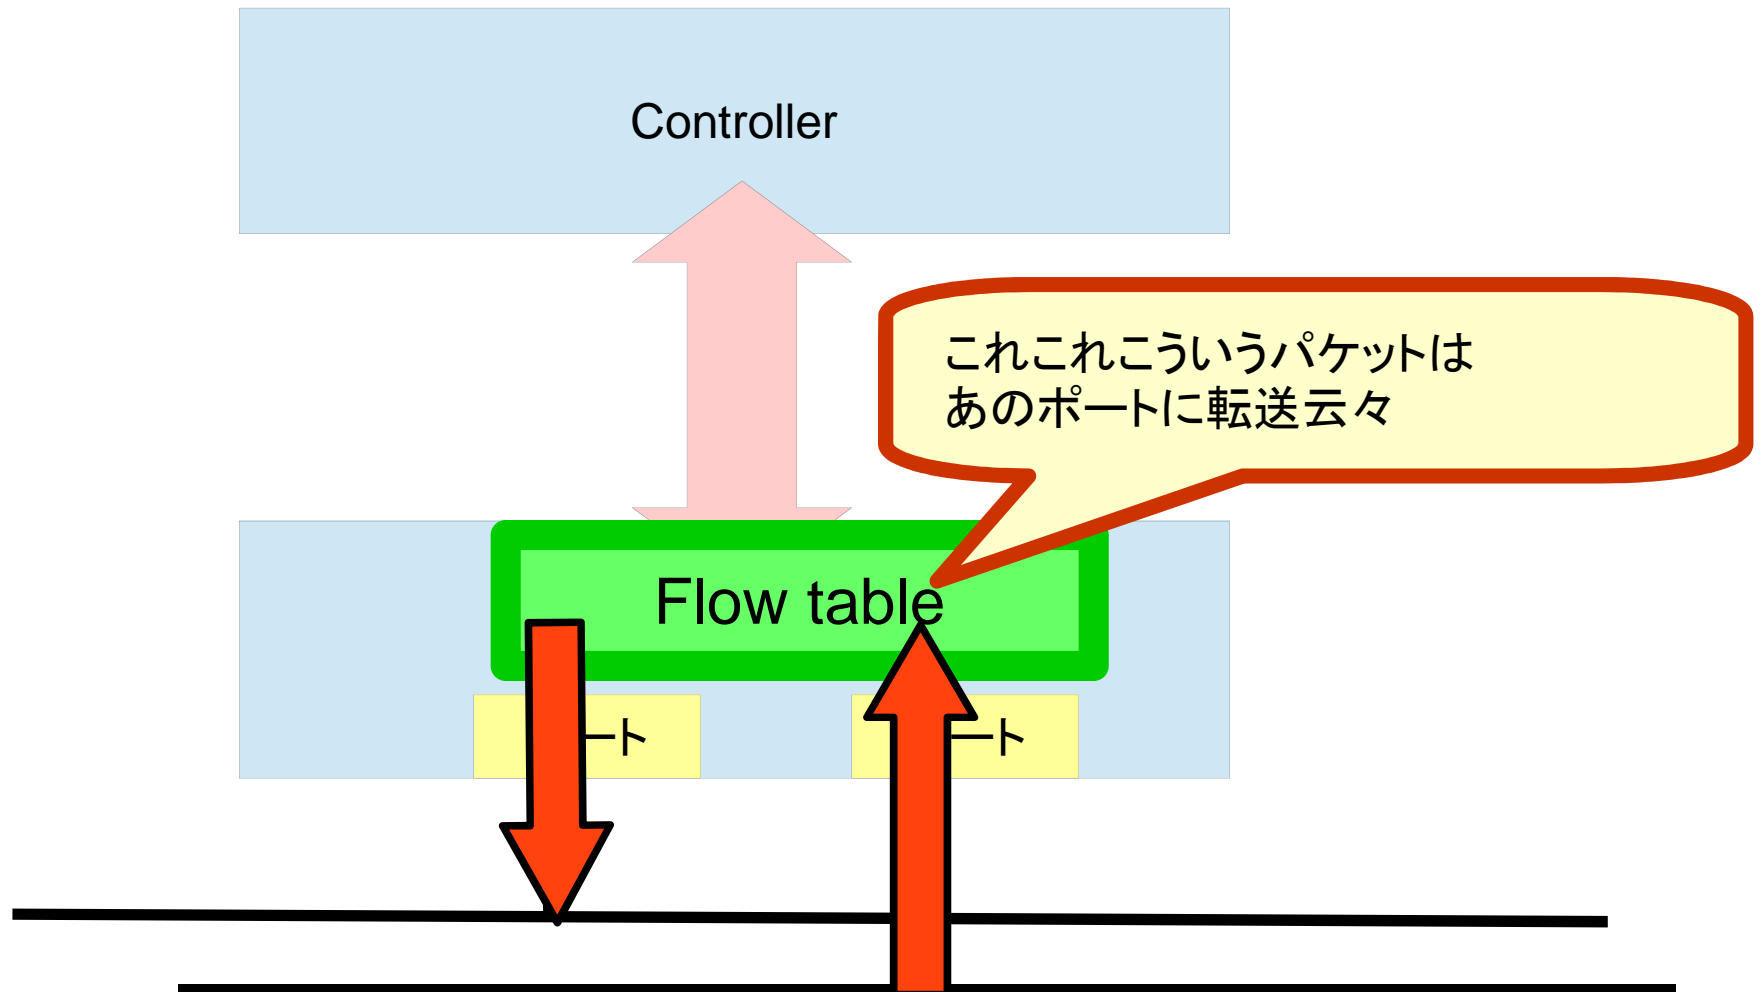 Controller
これこれこういうパケットは
あのポートに転送云々
Flow table
ート
ート